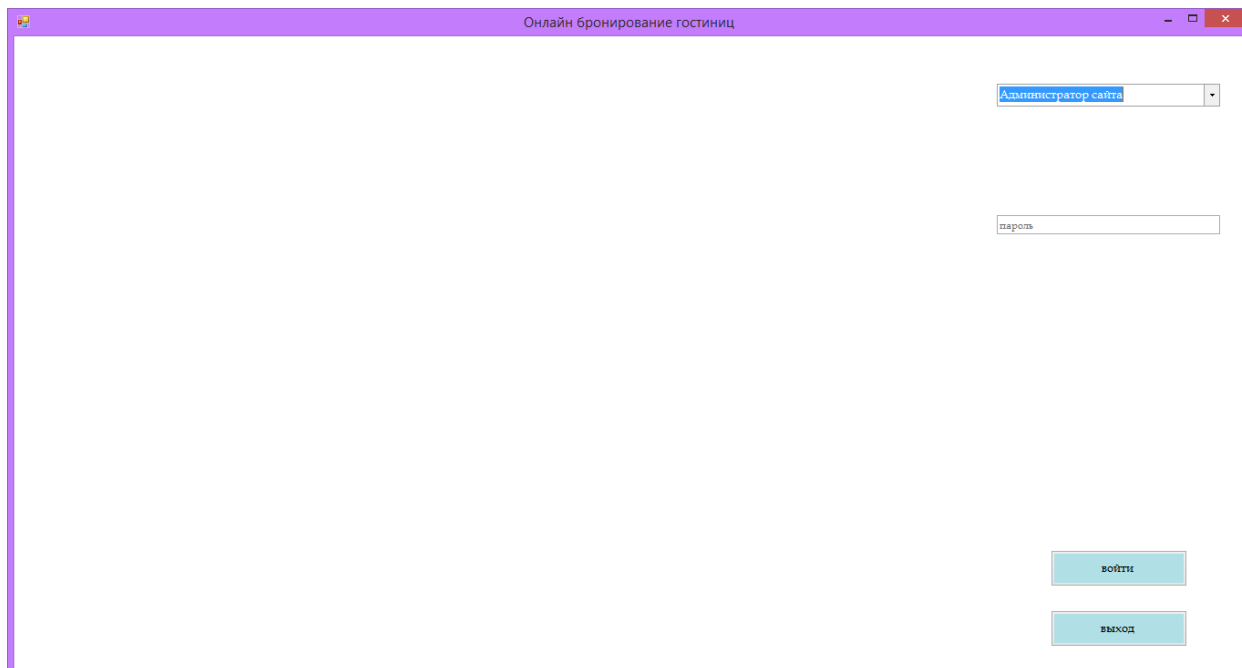 Онлайн бронирование гостиниц
Администратор сайта
пароль
войти
выход